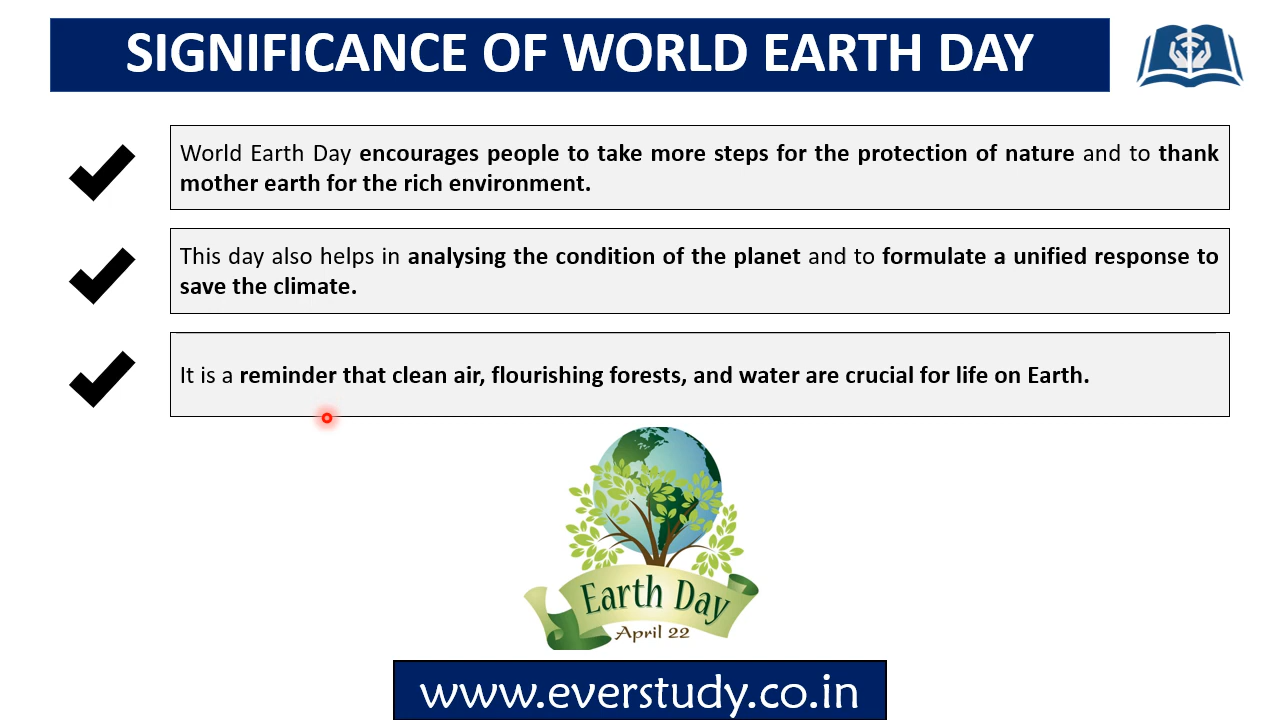 SIGNIFICANCE OF WORLD EARTH DAY
World Earth Day encourages people to take more steps for the protection of nature and to thank
mother earth for the rich environment.
This day also helps in analysing the condition of the planet and to formulate a unified response to
save the climate.
It is a reminder that clean air, flourishing forests, and water are crucial for life on Earth.
Earth Day
April 22
www.everstudy.co.in